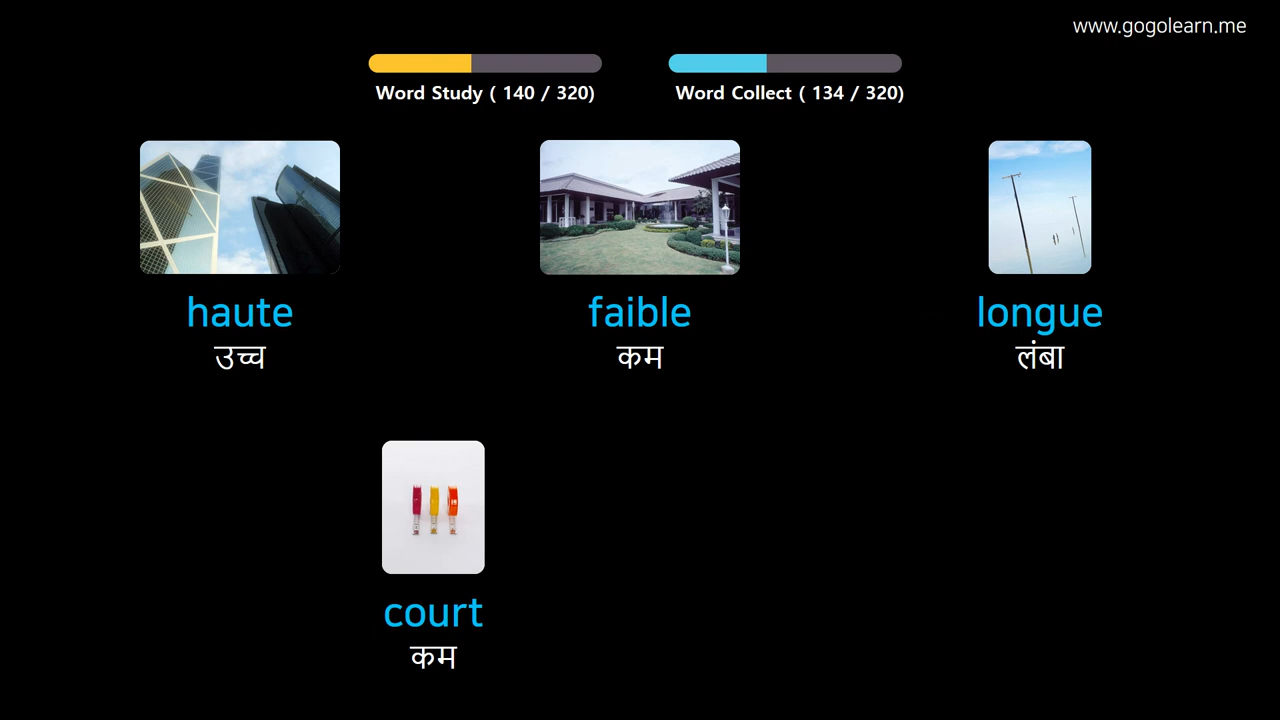 www.gogolearn.me
Word Study ( 140 / 320)
Word Collect ( 134 / 320)
haute
उच्च
faible
कम
longue
लंबा
court
कम